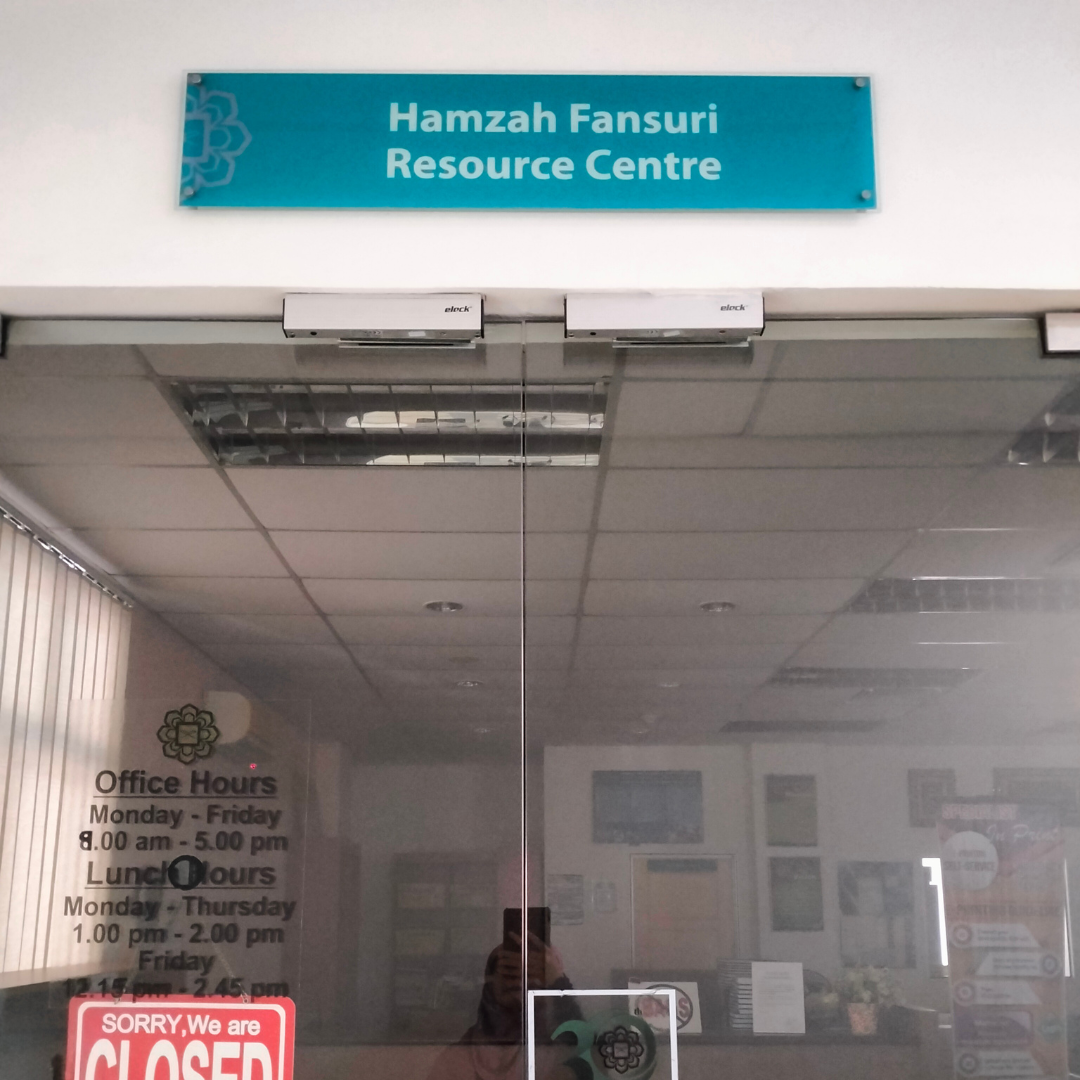 Hamzah Fansuri
Resource Centre
eleck
eleck
Office Hours
Monday - Friday
8.00 am - 5.00 pm
Lunch Hours
Monday - Thursday
1.00 pm - 2.00 pm
Friday
12.15 pm - 2.45 pm
SORRY,We are
CLOSED